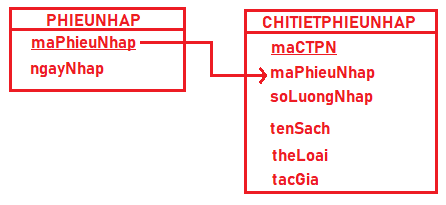 PHIEUNHAP
maPhieuNhap
ngayNhap
CHITIETPHIEUNHAP
maCTPN
maPhieuNhap
soLuongNhap
tenSach
theLoai
tacGia